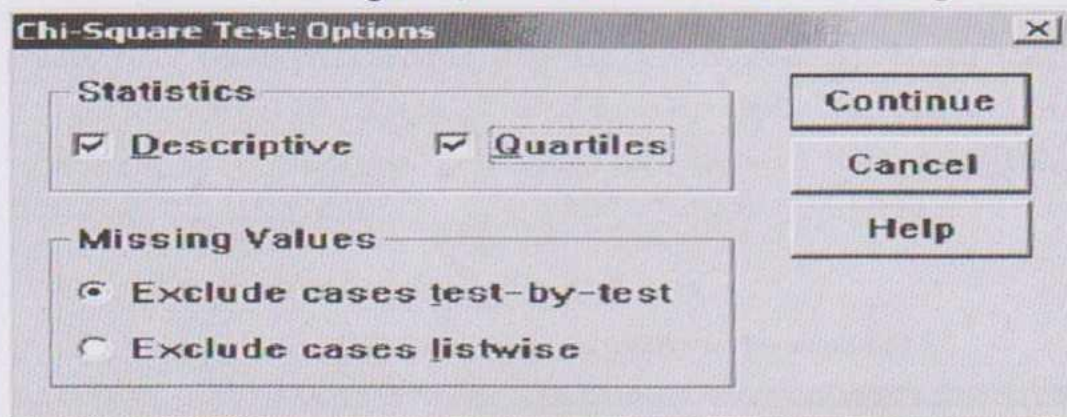 Chi-Square Test: Options
Statistics
Descriptive Quartiles
Continue
Cancel
Help
Missing Values
Exclude cases test-by-test
Exclude cases listwise